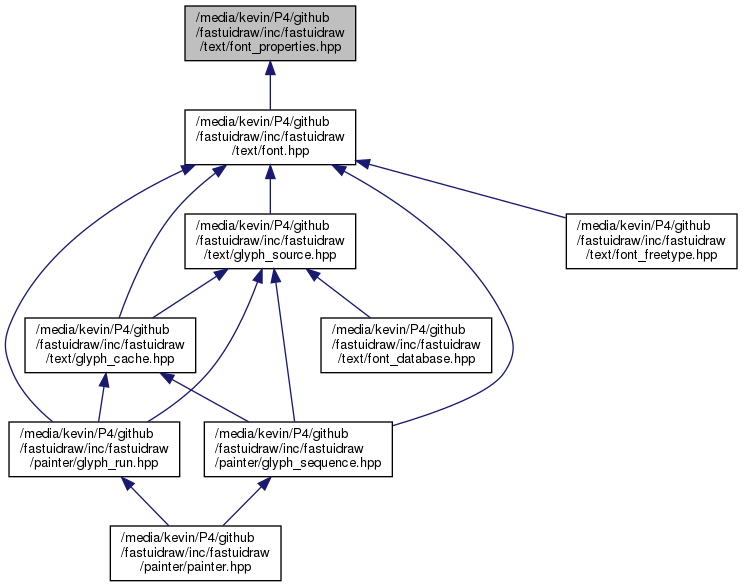 /media/kevin/P4/github
/fastuidraw/inc/fastuidraw
/text/font_properties.hpp
/media/kevin/P4/github
/fastuidraw/inc/fastuidraw
/text/font.hpp
/media/kevin/P4/github
/fastuidraw/inc/fastuidraw
/text/glyph_source.hpp
/media/kevin/P4/github
/fastuidraw/inc/fastuidraw
/text/font_freetype.hpp
/media/kevin/P4/github
/fastuidraw/inc/fastuidraw
/text/glyph_cache.hpp
/media/kevin/P4/github
/fastuidraw/inc/fastuidraw
/text/font_database.hpp
/media/kevin/P4/github
/fastuidraw/inc/fastuidraw
/painter/glyph_run.hpp
/media/kevin/P4/github
/fastuidraw/inc/fastuidraw
/painter/glyph_sequence.hpp
/media/kevin/P4/github
/fastuidraw/inc/fastuidraw
/painter/painter.hpp